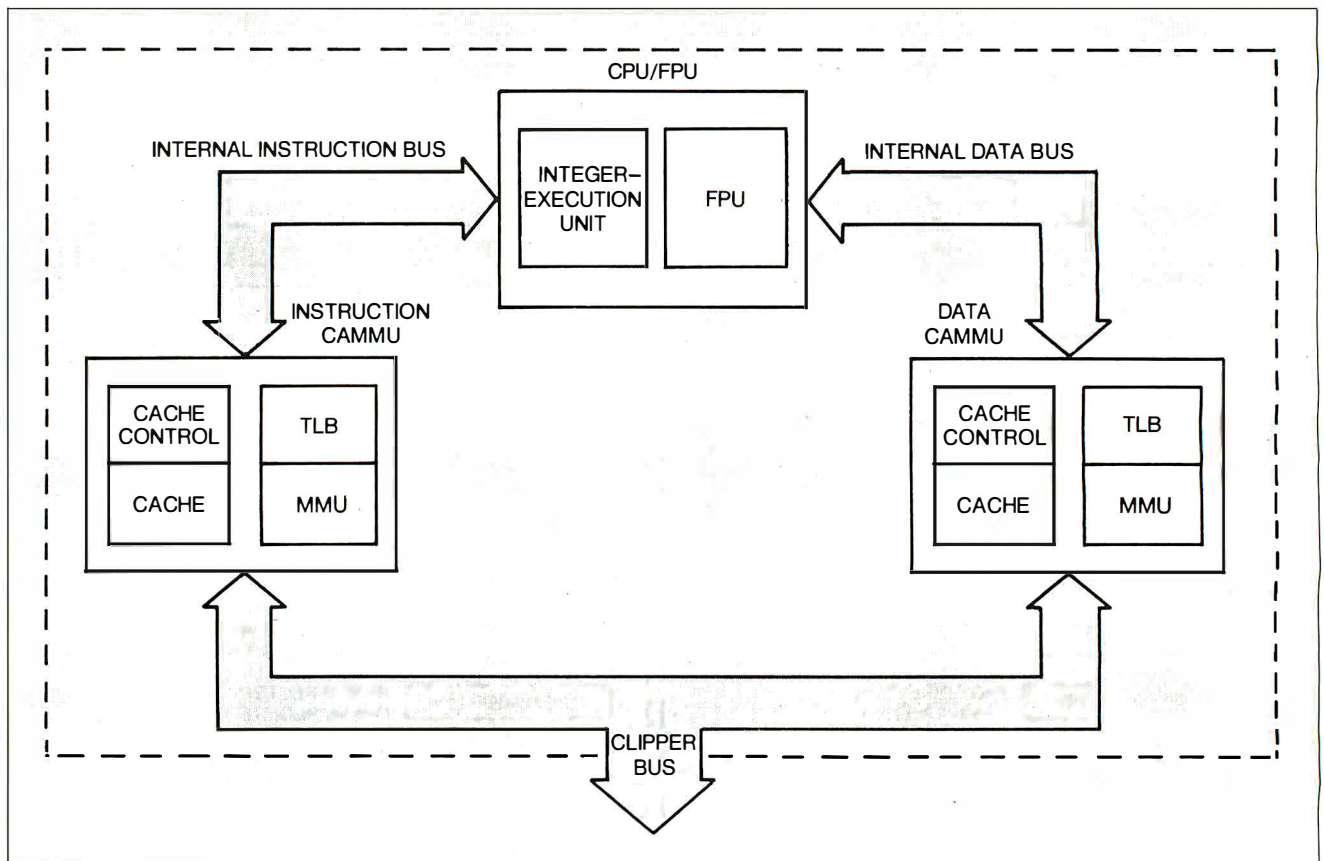 CPU/FPU
INTERNAL INSTRUCTION BUS
INTEGER–
EXECUTION
UNIT
FPU
INTERNAL DATA BUS
INSTRUCTION
CAMMU
DATA
CAMMU
CACHE
CONTROL
TLB
CACHE
MMU
CACHE
CONTROL
TLB
CACHE
MMU
CLIPPER
BUS